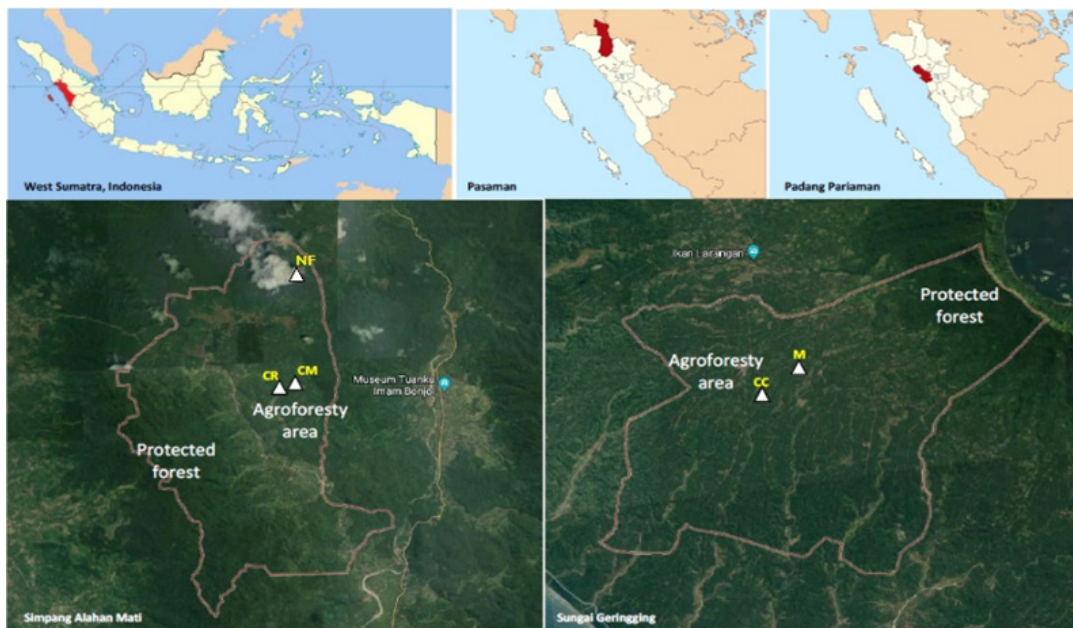 West Sumatra, Indonesia
Pasaman
Padang Pariaman
NF
CR
CM
Museum Tuanku
Imam Bonjol
Agroforesty
area
Protected
forest
Simpang Alahan Mati
Ikan Larangan
Protected
forest
M
Agroforesty
area
CC
Sungai Geringging